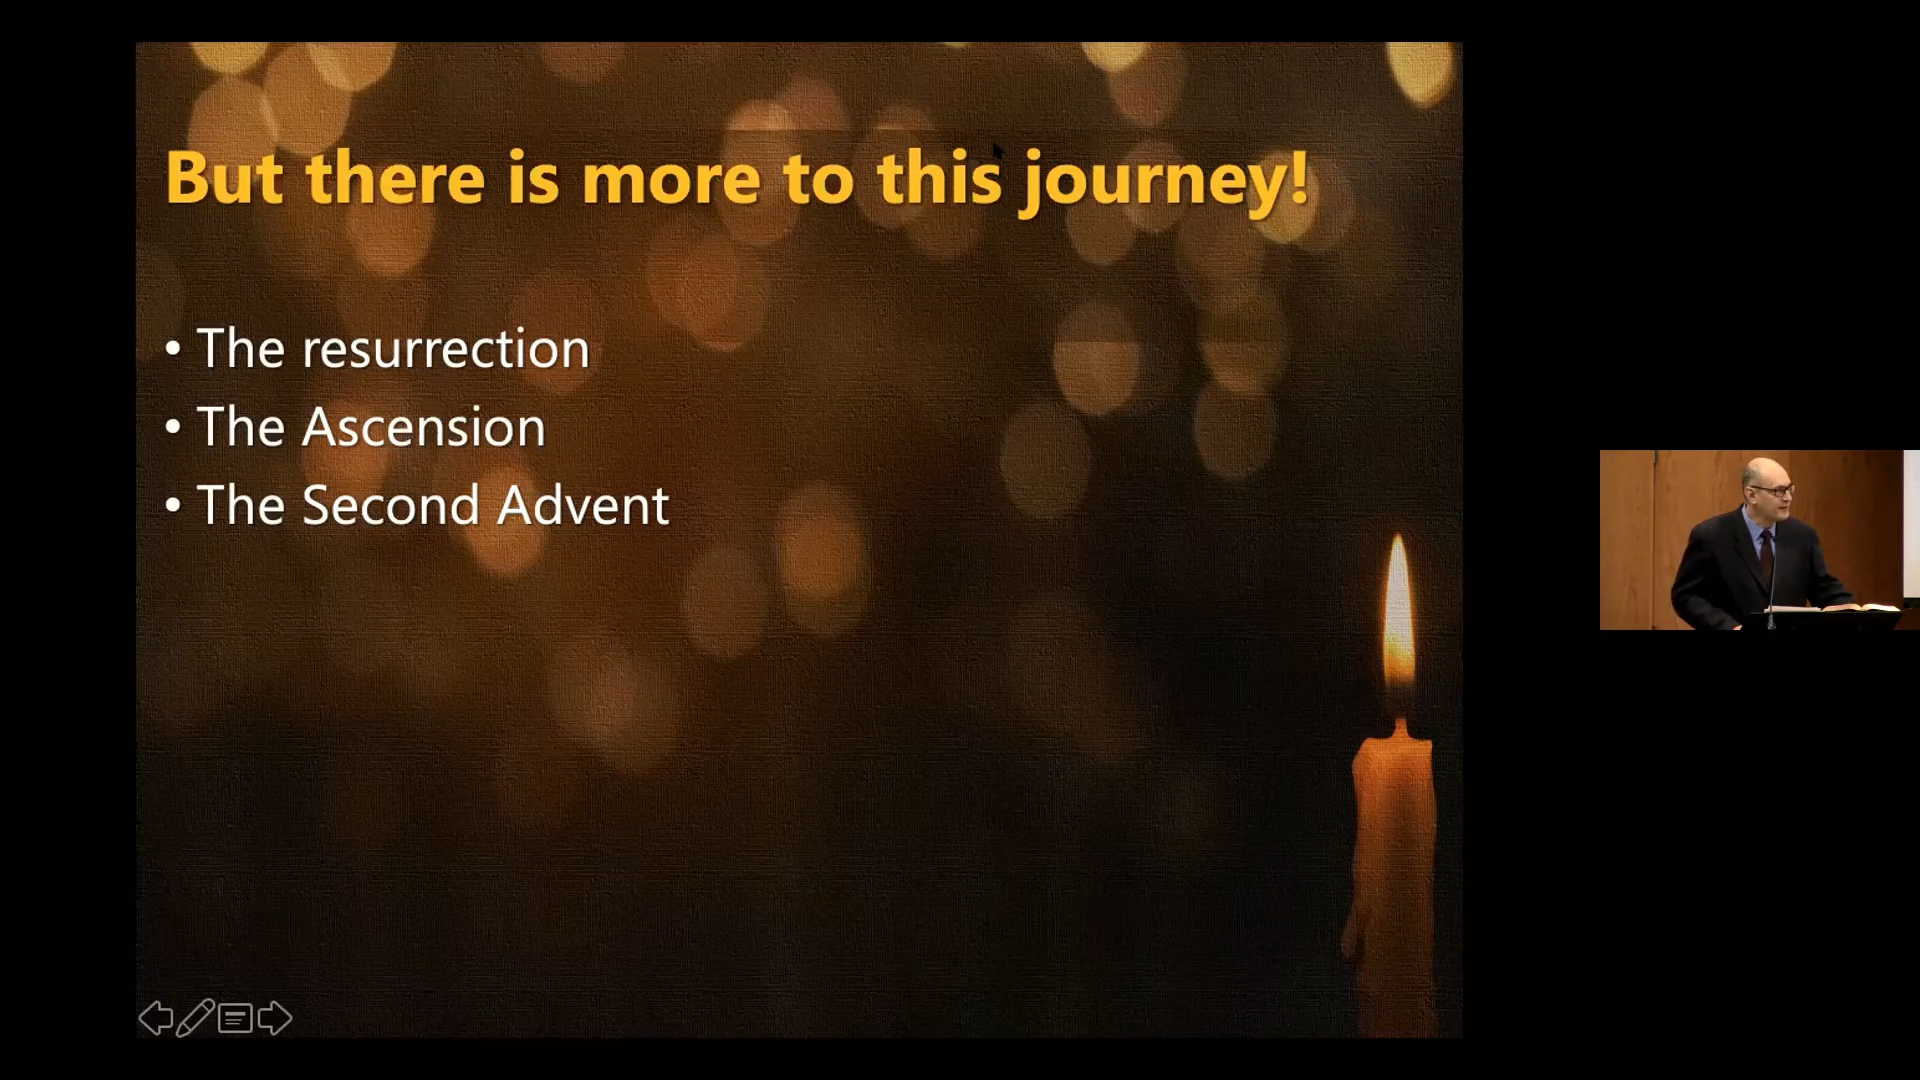 But there is more to this journey!
• The resurrection
• The Ascension
• The Second Advent